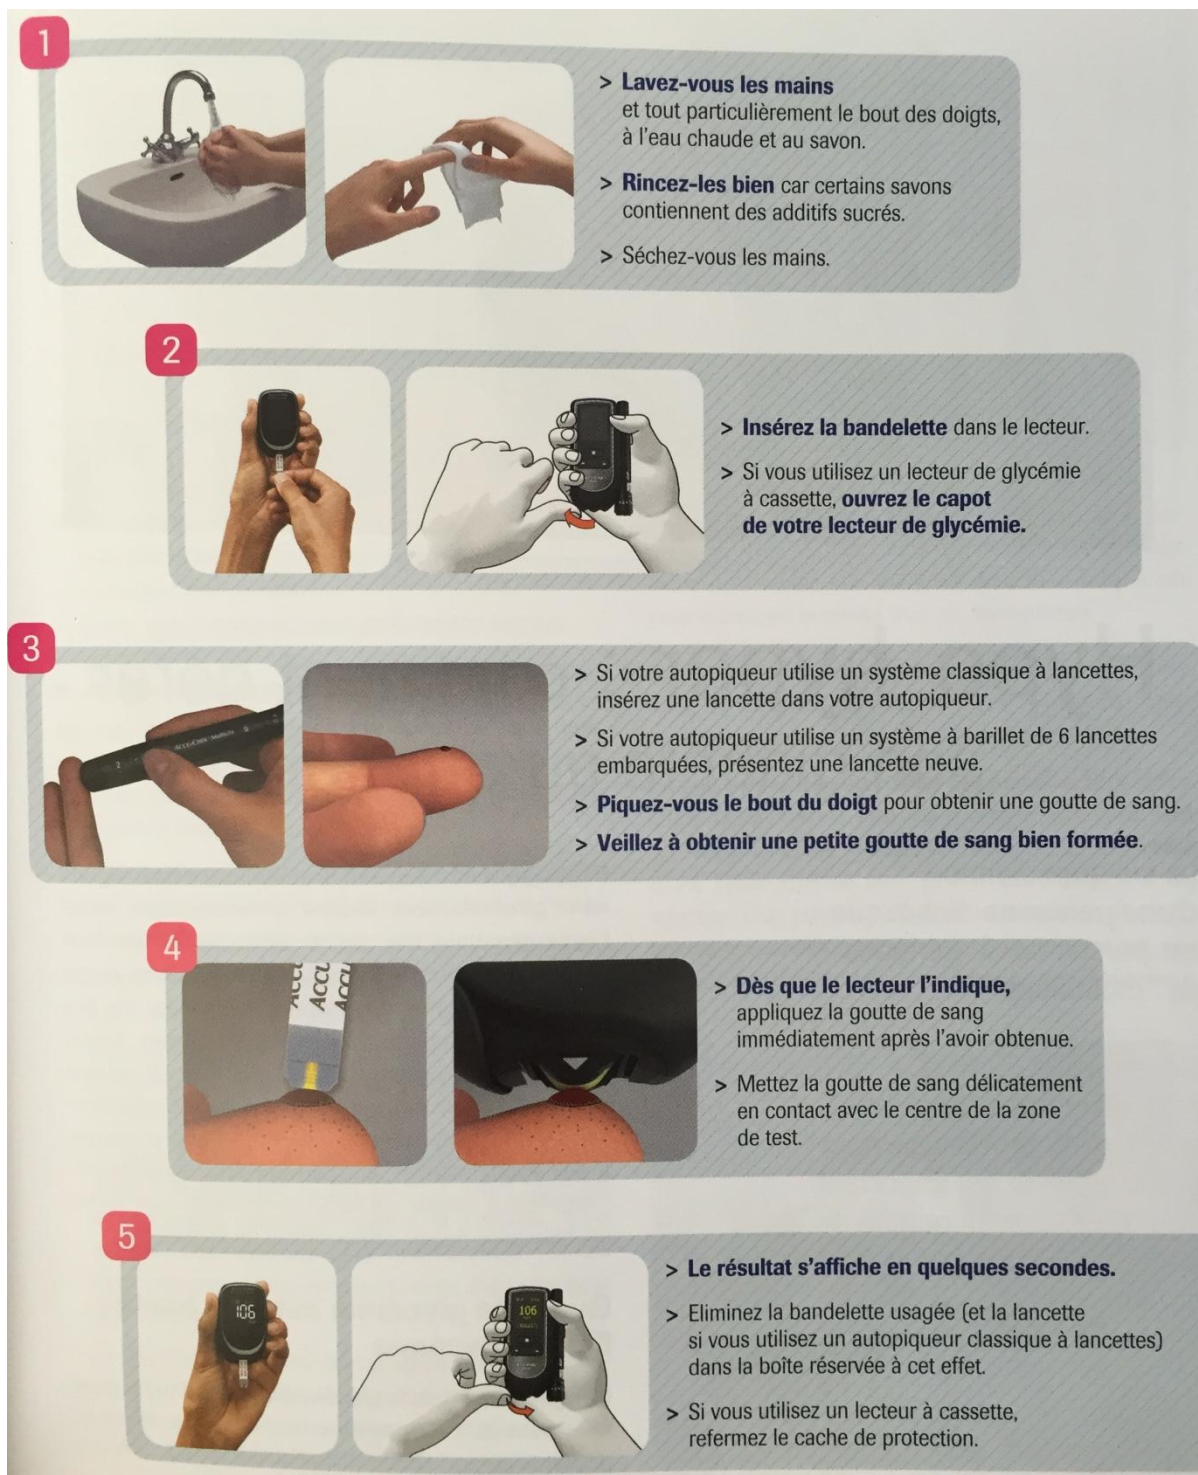 1
> Lavez-vous les mains
et tout particulièrement le bout des doigts,
à l'eau chaude et au savon.
> Rincez-les bien car certains savons
contiennent des additifs sucrés.
> Séchez-vous les mains.
2
> Insérez la bandelette dans le lecteur.
> Si vous utilisez un lecteur de glycémie
à cassette, ouvrez le capot
de votre lecteur de glycémie.
3
ACCU-CHEK
> Si votre autopiqueur utilise un système classique à lancettes,
insérez une lancette dans votre autopiqueur.
> Si votre autopiqueur utilise un système à barillet de 6 lancettes
embarquées, présentez une lancette neuve.
> Piquez-vous le bout du doigt pour obtenir une goutte de sang.
> Veillez à obtenir une petite goutte de sang bien formée.
4
ACCU
ACCU
ACCU
> Dès que le lecteur l'indique,
appliquez la goutte de sang
immédiatement après l'avoir obtenue.
> Mettez la goutte de sang délicatement
en contact avec le centre de la zone
de test.
5
106
106
> Le résultat s'affiche en quelques secondes.
> Eliminez la bandelette usagée (et la lancette
si vous utilisez un autopiqueur classique à lancettes)
dans la boîte réservée à cet effet.
> Si vous utilisez un lecteur à cassette,
refermez le cache de protection.